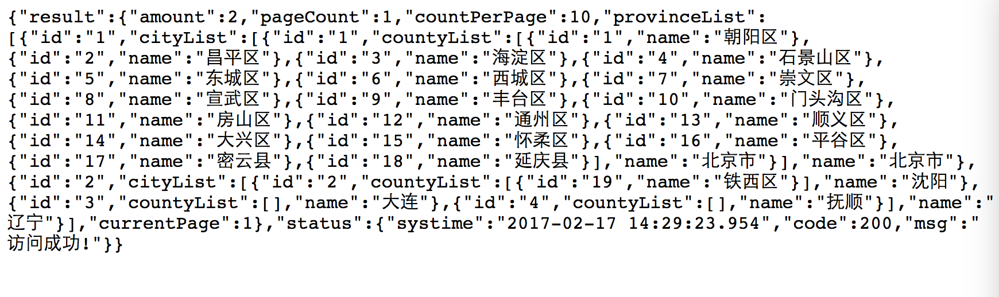 {"result":{"amount":2,"pageCount":1,"countPerPage":10,"provinceList":
[{"id":"1","cityList":[{"id":"1","countyList":[{"id":"1","name":"朝阳区"},
{"id":"2","name":"昌平区"},{"id":"3","name":"海淀区"},{"id":"4","name":"石景山区"},
{"id":"5","name":"东城区"},{"id":"6","name":"西城区"},{"id":"7","name":"崇文区"},
{"id":"8","name":"宣武区"},{"id":"9","name":"丰台区"},{"id":"10","name":"门头沟区"},
{"id":"11","name":"房山区"},{"id":"12","name":"通州区"},{"id":"13","name":"顺义区"},
{"id":"14","name":"大兴区"},{"id":"15","name":"怀柔区"},{"id":"16","name":"平谷区"},
{"id":"17","name":"密云县"},{"id":"18","name":"延庆县"}],"name":"北京市"}],"name":"北京市"},
{"id":"2","cityList":[{"id":"2","countyList":[{"id":"19","name":"铁西区"}],"name":"沈阳"},
{"id":"3","countyList":[],"name":"大连"},{"id":"4","countyList":[],"name":"抚顺"}],"name":"
辽宁"}],"currentPage":1},"status":{"systime":"2017-02-17 14:29:23.954","code":200,"msg":"
访问成功!"}}